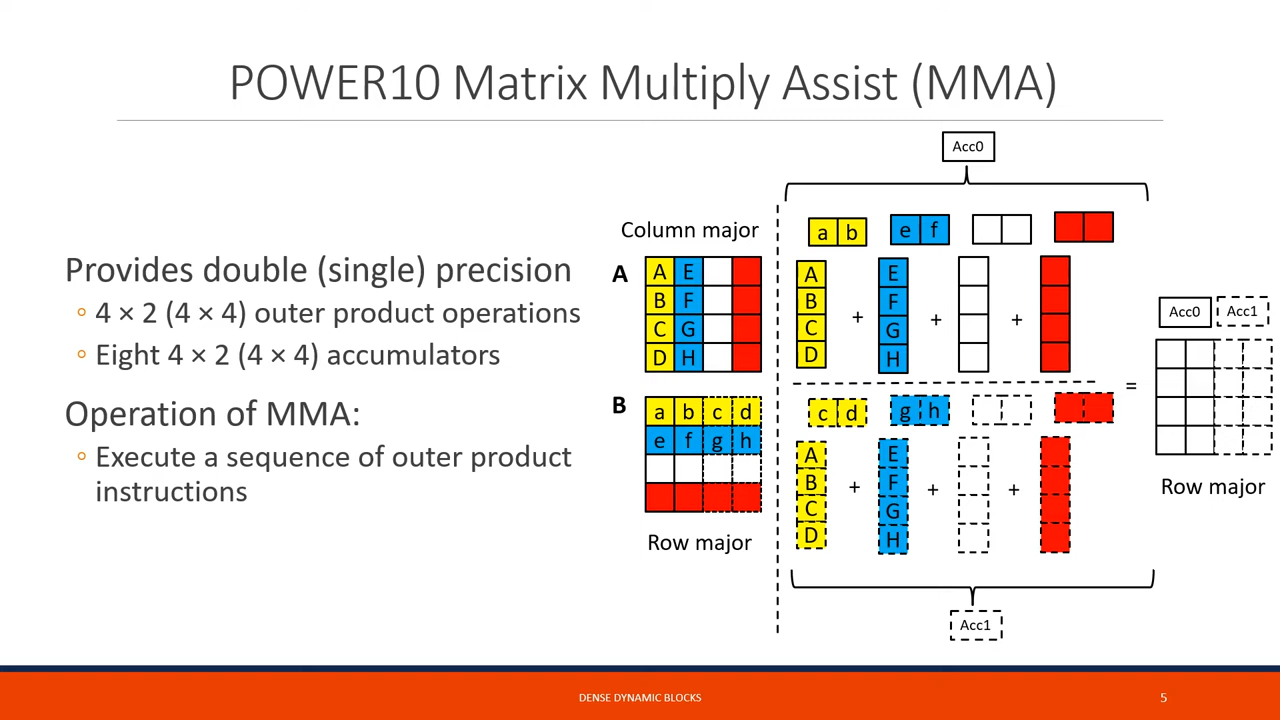 POWER10 Matrix Multiply Assist (MMA)
Provides double (single) precision
◦ 4 × 2 (4 × 4) outer product operations
◦ Eight 4 × 2 (4 × 4) accumulators
Operation of MMA:
◦ Execute a sequence of outer product
instructions
Column major
A
A E
B F
C G
D H
B
a b c d
e f g h
Row major
Acc0
a b
e f
A
B
C
D
+
E
F
G
H
+
+
c d
g h
A
B
C
D
+
E
F
G
H
+
+
Acc1
=
Acc0 Acc1
Row major
DENSE DYNAMIC BLOCKS
5